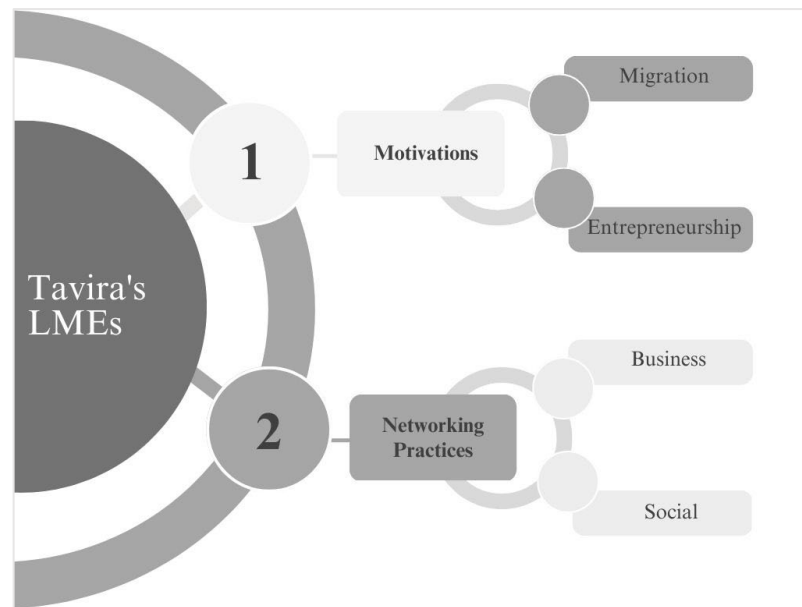 Tavira's
LMEs
1
Motivations
Migration
Entrepreneurship
2
Networking
Practices
Business
Social